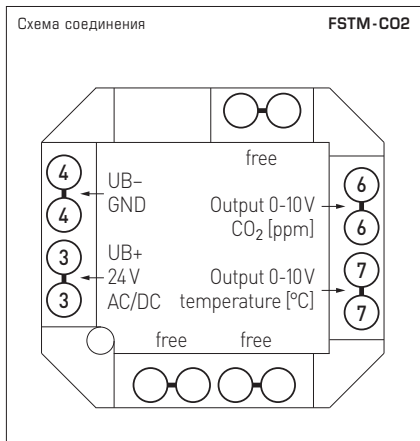 Схема соединения
FSTM-CO2
free
4
4
UB–
GND
3
3
UB+
24V
AC/DC
Output 0-10V
CO₂ [ppm]
6
6
Output 0-10V
temperature [°C]
7
7
free
free